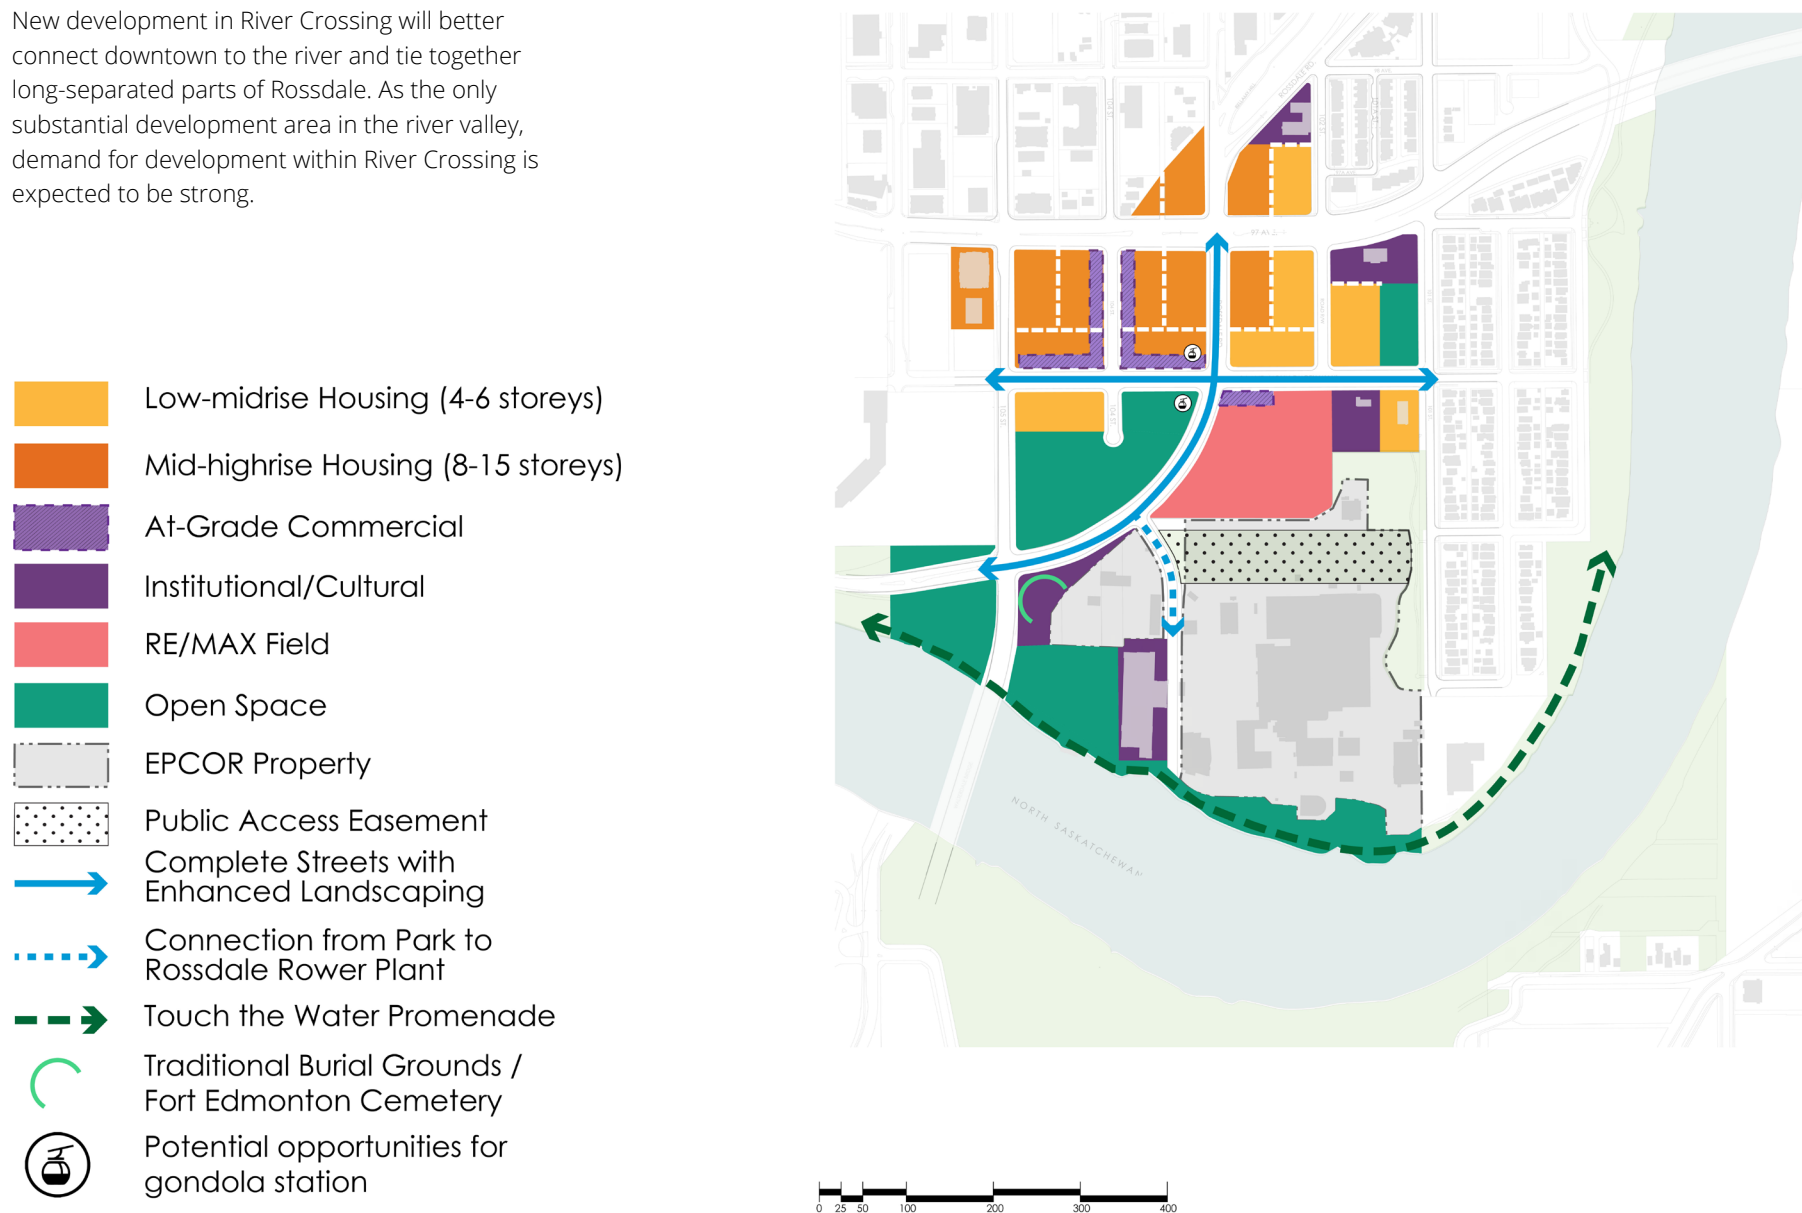 New development in River Crossing will better
connect downtown to the river and tie together
long-separated parts of Rossdale. As the only
substantial development area in the river valley,
demand for development within River Crossing is
expected to be strong.
Low-midrise Housing (4-6 storeys)
Mid-highrise Housing (8-15 storeys)
At-Grade Commercial
Institutional/Cultural
RE/MAX Field
Open Space
EPCOR Property
Public Access Easement
Complete Streets with
Enhanced Landscaping
Connection from Park to
Rossdale Rower Plant
Touch the Water Promenade
Traditional Burial Grounds /
Fort Edmonton Cemetery
Potential opportunities for
gondola station
NORTH SASKATCHEWAN
0 25 50 100 200 300 400